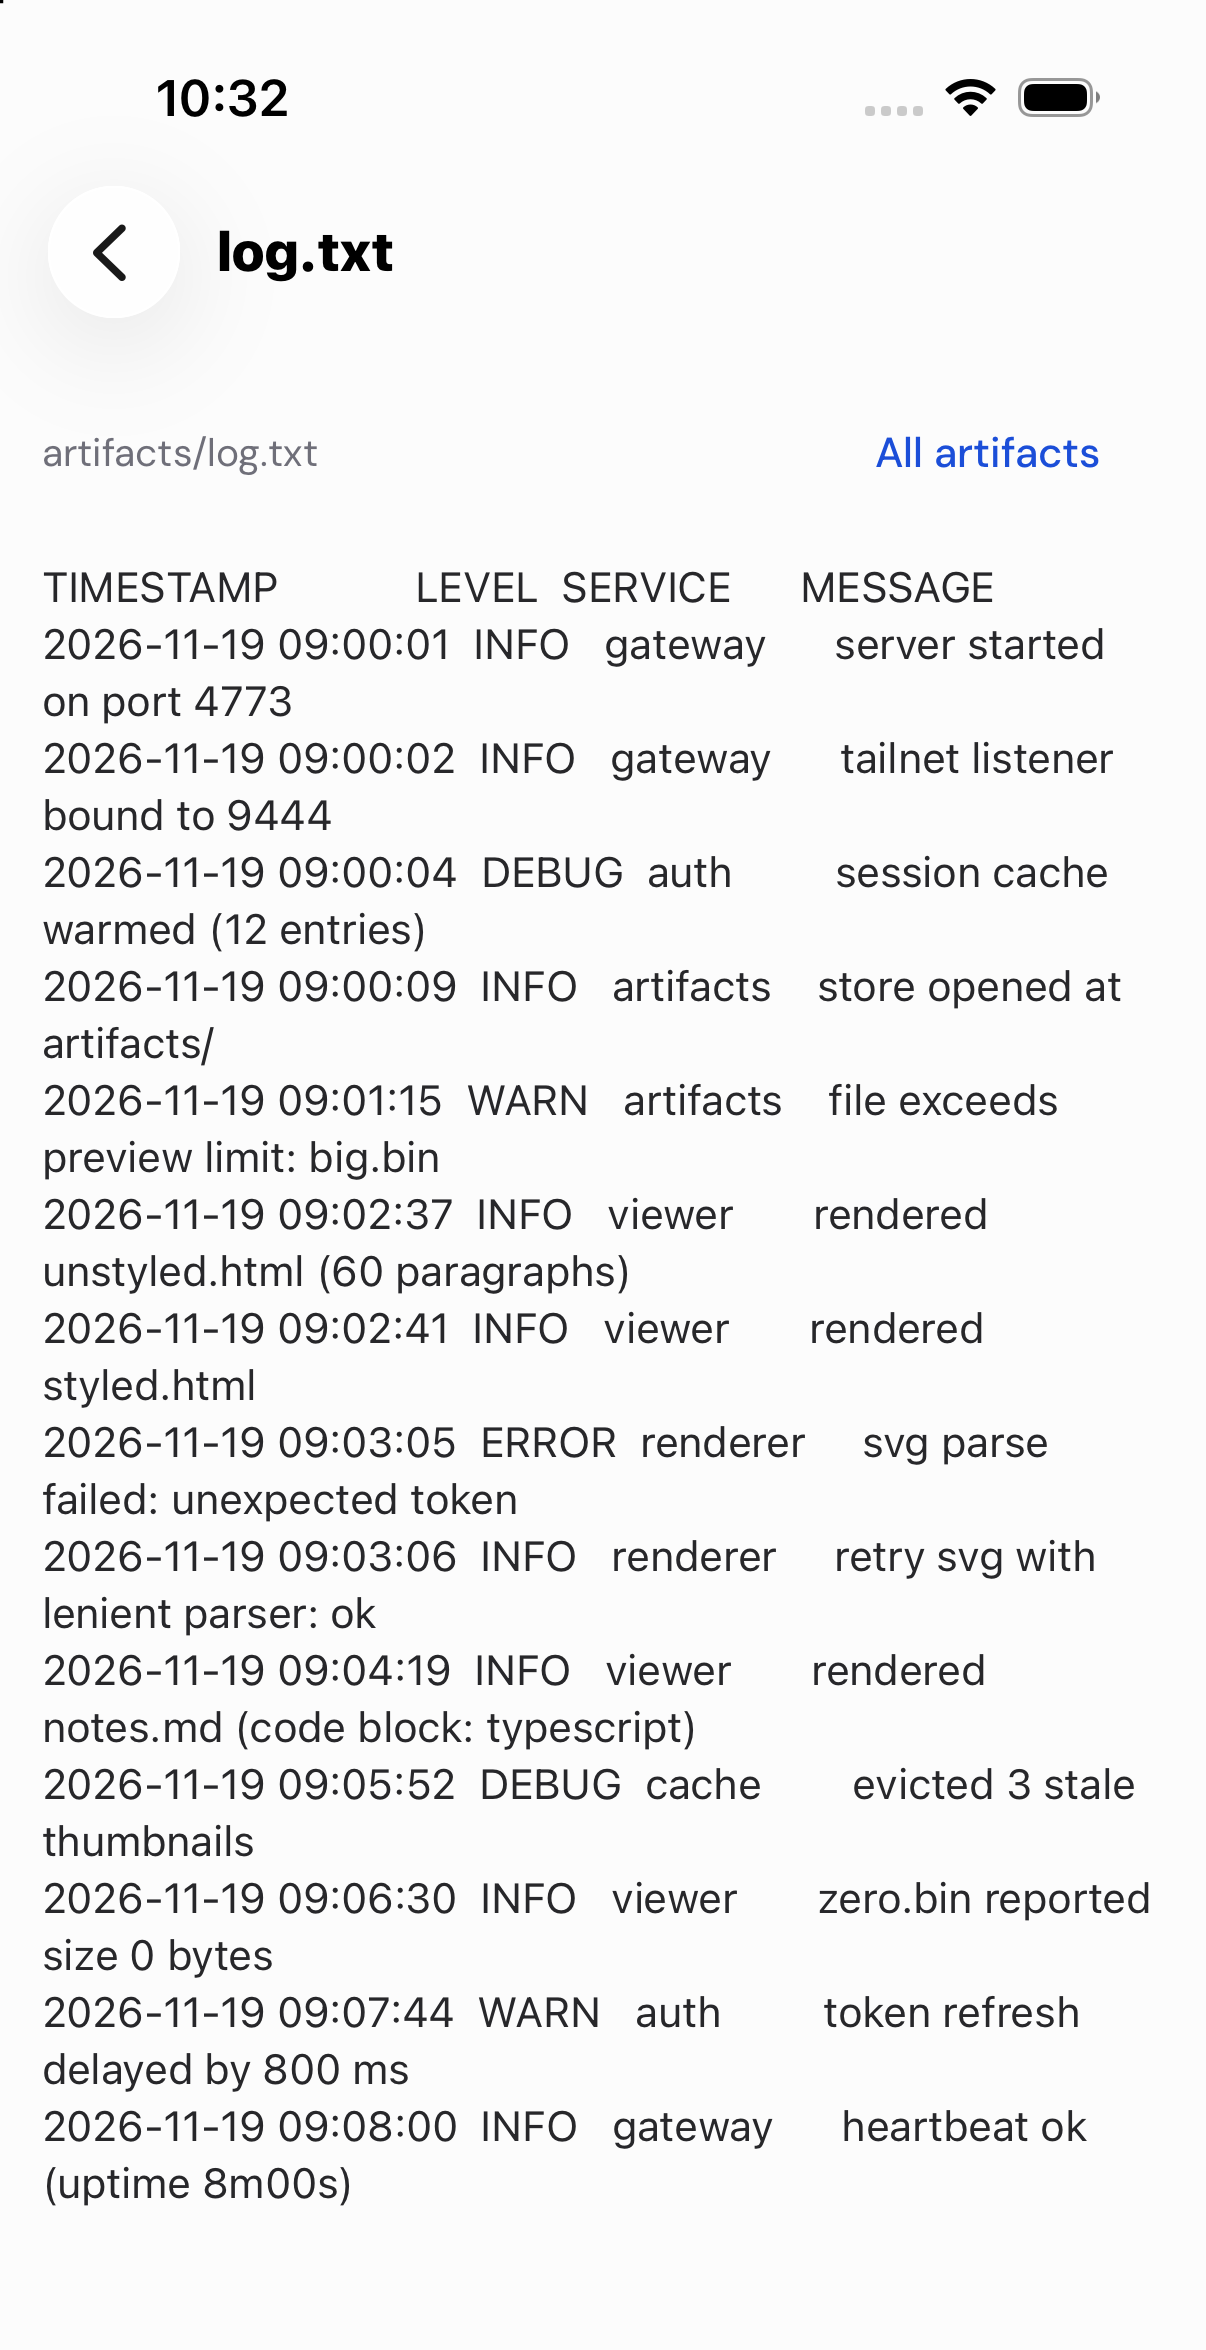 10:32
log.txt
artifacts/log.txt All artifacts
TIMESTAMP LEVEL SERVICE MESSAGE
2026-11-19 09:00:01 INFO gateway server started
on port 4773
2026-11-19 09:00:02 INFO gateway tailnet listener
bound to 9444
2026-11-19 09:00:04 DEBUG auth session cache
warmed (12 entries)
2026-11-19 09:00:09 INFO artifacts store opened at
artifacts/
2026-11-19 09:01:15 WARN artifacts file exceeds
preview limit: big.bin
2026-11-19 09:02:37 INFO viewer rendered
unstyled.html (60 paragraphs)
2026-11-19 09:02:41 INFO viewer rendered
styled.html
2026-11-19 09:03:05 ERROR renderer svg parse
failed: unexpected token
2026-11-19 09:03:06 INFO renderer retry svg with
lenient parser: ok
2026-11-19 09:04:19 INFO viewer rendered
notes.md (code block: typescript)
2026-11-19 09:05:52 DEBUG cache evicted 3 stale
thumbnails
2026-11-19 09:06:30 INFO viewer zero.bin reported
size 0 bytes
2026-11-19 09:07:44 WARN auth token refresh
delayed by 800 ms
2026-11-19 09:08:00 INFO gateway heartbeat ok
(uptime 8m00s)